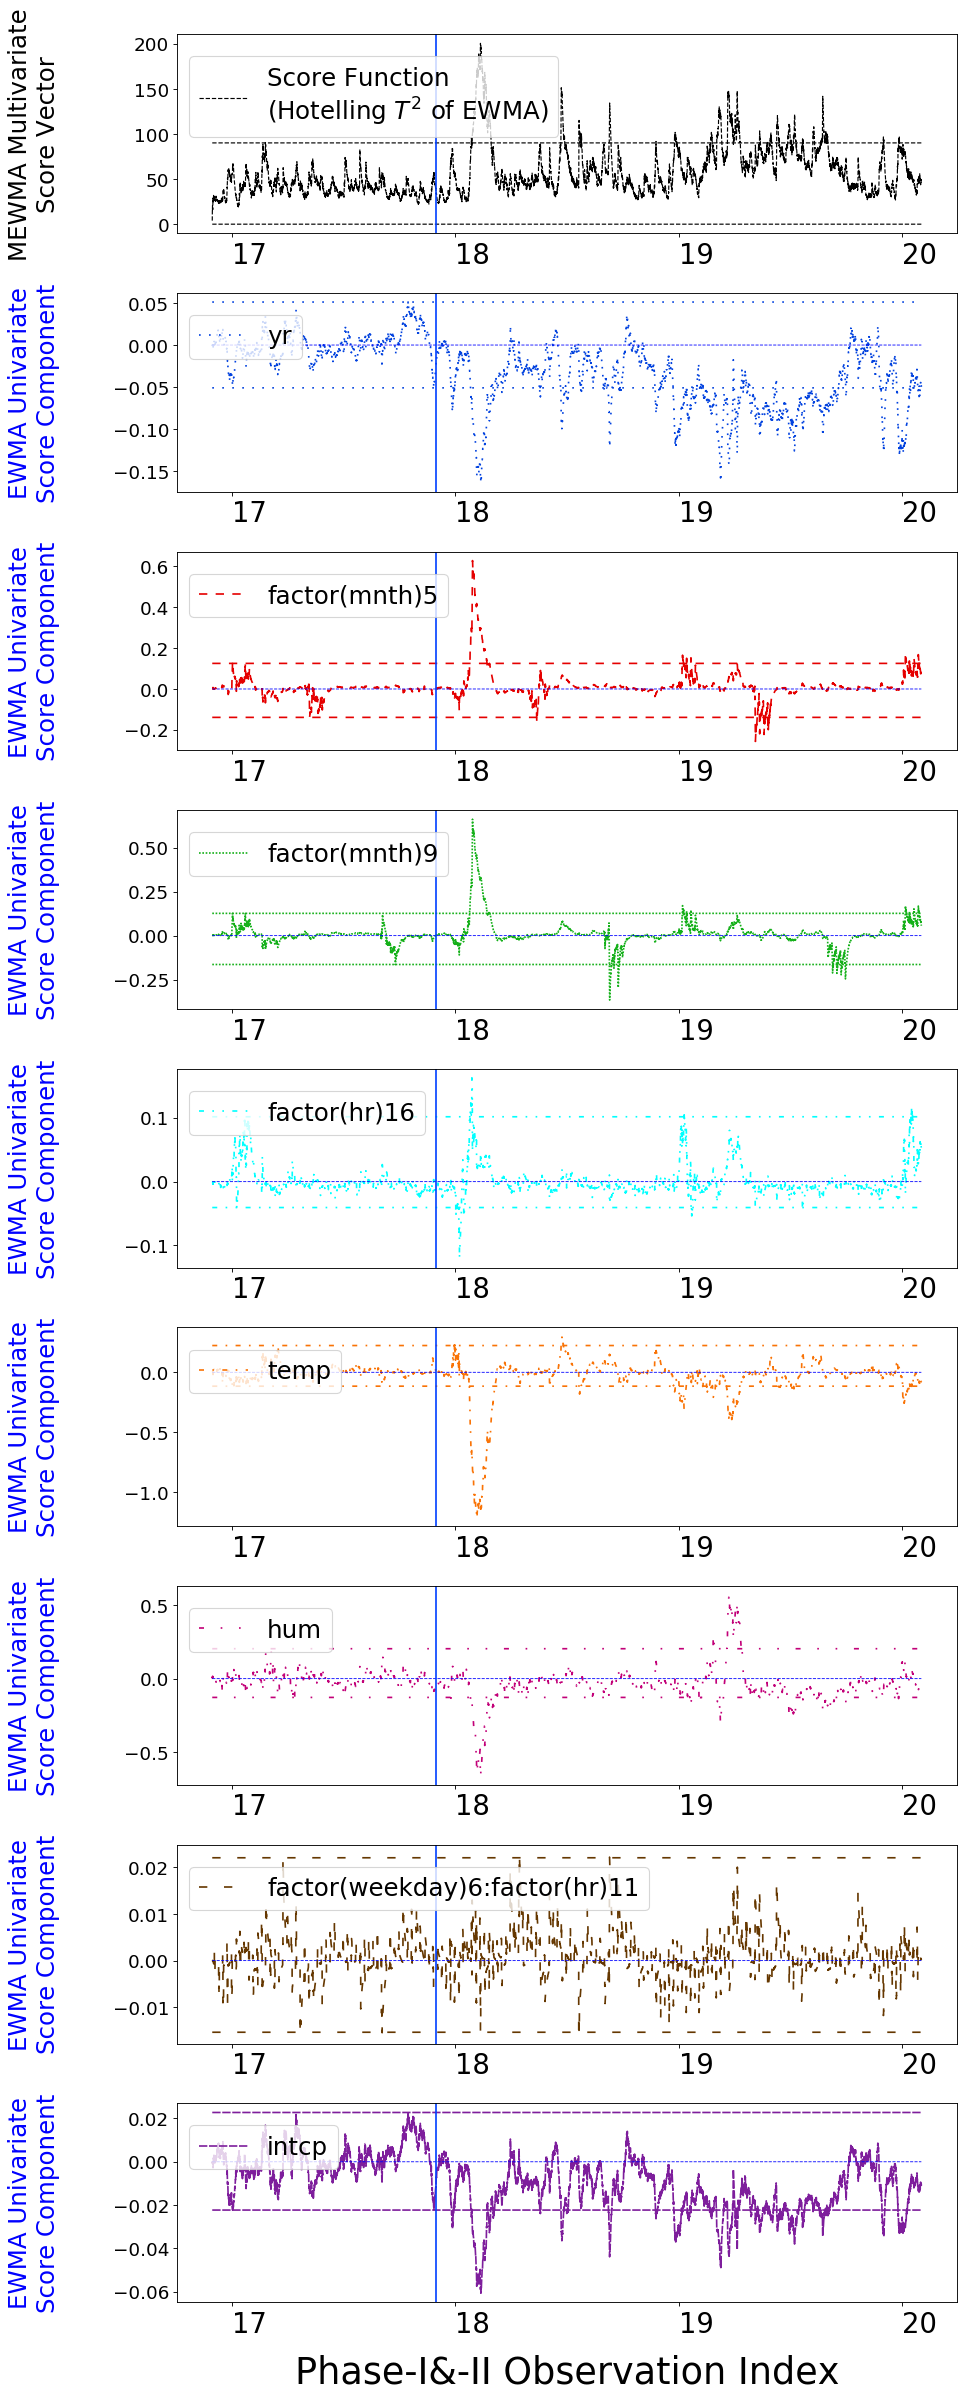 MEWMA Multivariate
Score Vector
200
150
100
50
0
Score Function
(Hotelling T² of EWMA)
17 18 19 20
EWMA Univariate
Score Component
0.05
0.00
−0.05
−0.10
−0.15
yr
17 18 19 20
EWMA Univariate
Score Component
0.6
0.4
0.2
0.0
−0.2
factor(mnth)5
17 18 19 20
EWMA Univariate
Score Component
0.50
0.25
0.00
−0.25
factor(mnth)9
17 18 19 20
EWMA Univariate
Score Component
0.1
0.0
−0.1
factor(hr)16
17 18 19 20
EWMA Univariate
Score Component
0.0
−0.5
−1.0
temp
17 18 19 20
EWMA Univariate
Score Component
0.5
0.0
−0.5
hum
17 18 19 20
EWMA Univariate
Score Component
0.02
0.01
0.00
−0.01
factor(weekday)6:factor(hr)11
17 18 19 20
EWMA Univariate
Score Component
0.02
0.00
−0.02
−0.04
−0.06
intcp
17 18 19 20
Phase-I&-II Observation Index